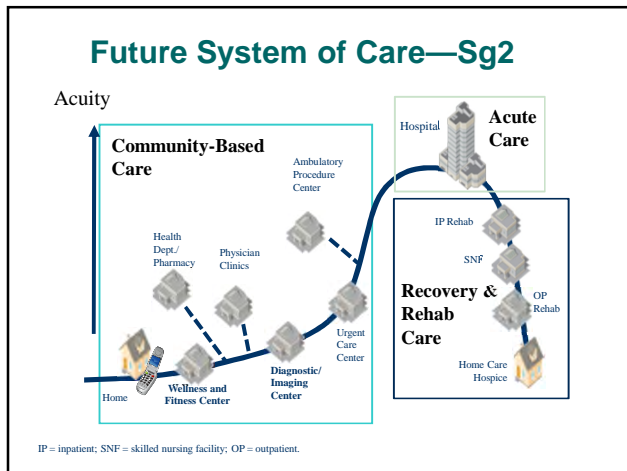 Future System of Care—Sg2
Acuity
Community-Based
Care
Ambulatory
Procedure
Center
Health
Dept./
Pharmacy
Physician
Clinics
Urgent
Care
Center
Home
Wellness and
Fitness Center
Diagnostic/
Imaging
Center
Hospital
Acute
Care
IP Rehab
SNF
OP
Rehab
Recovery &
Rehab
Care
Home Care
Hospice
IP = inpatient; SNF = skilled nursing facility; OP = outpatient.